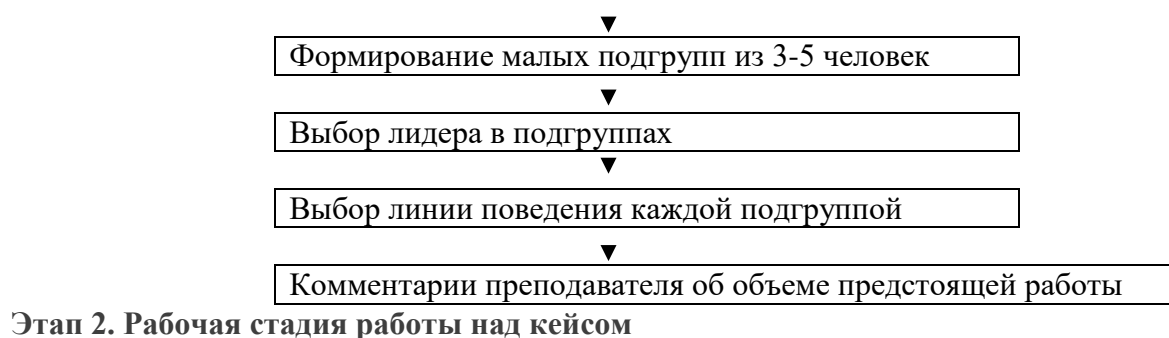 ▼
Формирование малых подгрупп из 3-5 человек
▼
Выбор лидера в подгруппах
▼
Выбор линии поведения каждой подгруппой
▼
Комментарии преподавателя об объеме предстоящей работы
Этап 2. Рабочая стадия работы над кейсом